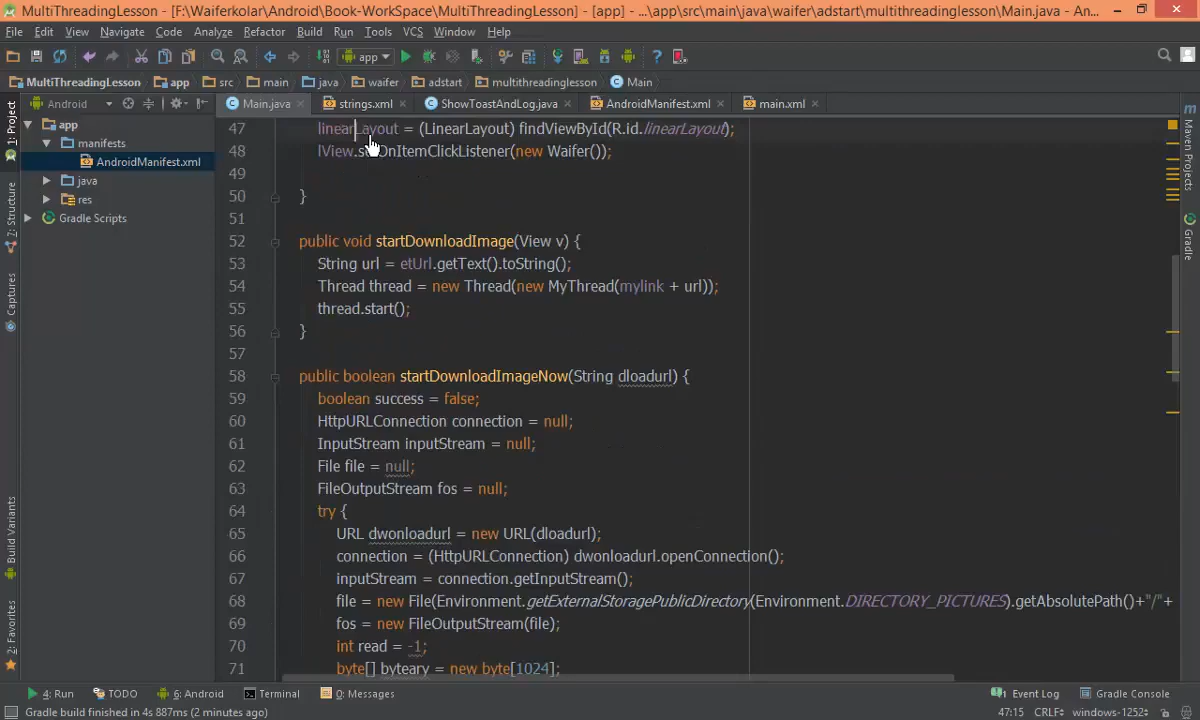 MultiThreadingLesson - [F:\Waiferkolar\Android\Book-WorkSpace\MultiThreadingLesson] - [app] - ...\app\src\main\java\waifer\adstart\multithreadinglesson\Main.java - An...
File Edit View Navigate Code Analyze Refactor Build Run Tools VCS Window Help
app
MultiThreadingLesson app src main java waifer adstart multithreadinglesson Main
Android
Main.java strings.xml ShowToastAndLog.java AndroidManifest.xml main.xml
1: Project
7: Structure
Captures
Build Variants
2: Favorites
app
manifests
AndroidManifest.xml
java
res
Gradle Scripts
47 linearLayout = (LinearLayout) findViewById(R.id.linearLayout);
48 lView.setOnItemClickListener(new Waifer());
49
50 }
51
52 public void startDownloadImage(View v) {
53 String url = etUrl.getText().toString();
54 Thread thread = new Thread(new MyThread(mylink + url));
55 thread.start();
56 }
57
58 public boolean startDownloadImageNow(String dloadurl) {
59 boolean success = false;
60 HttpURLConnection connection = null;
61 InputStream inputStream = null;
62 File file = null;
63 FileOutputStream fos = null;
64 try {
65 URL dwonloadurl = new URL(dloadurl);
66 connection = (HttpURLConnection) dwonloadurl.openConnection();
67 inputStream = connection.getInputStream();
68 file = new File(Environment.getExternalStoragePublicDirectory(Environment.DIRECTORY_PICTURES).getAbsolutePath()+"/"+
69 fos = new FileOutputStream(file);
70 int read = -1;
71 byte[] byteary = new byte[1024];
Maven Projects
Gradle
4: Run TODO 6: Android Terminal 0: Messages Event Log Gradle Console
Gradle build finished in 4s 887ms (2 minutes ago) 47:15 CRLF windows-1252